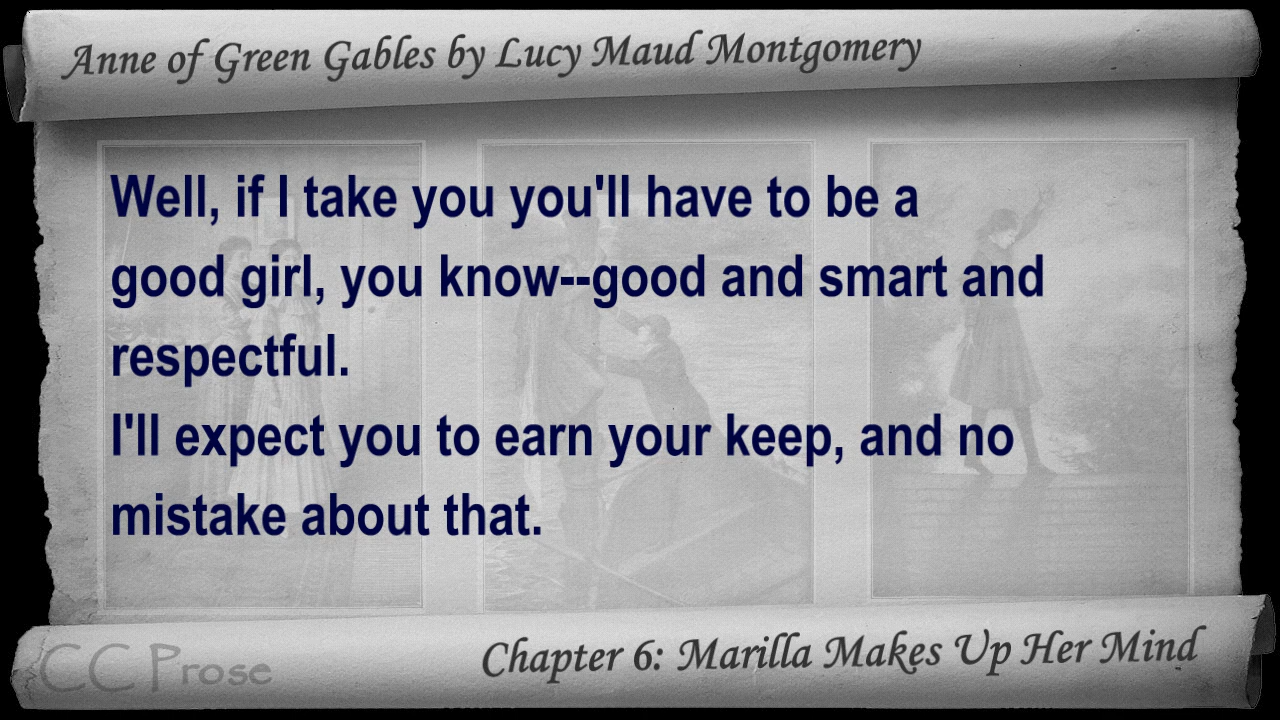 Anne of Green Gables by Lucy Maud Montgomery
Well, if I take you you'll have to be a
good girl, you know--good and smart and
respectful.
I'll expect you to earn your keep, and no
mistake about that.
CC Prose
Chapter 6: Marilla Makes Up Her Mind